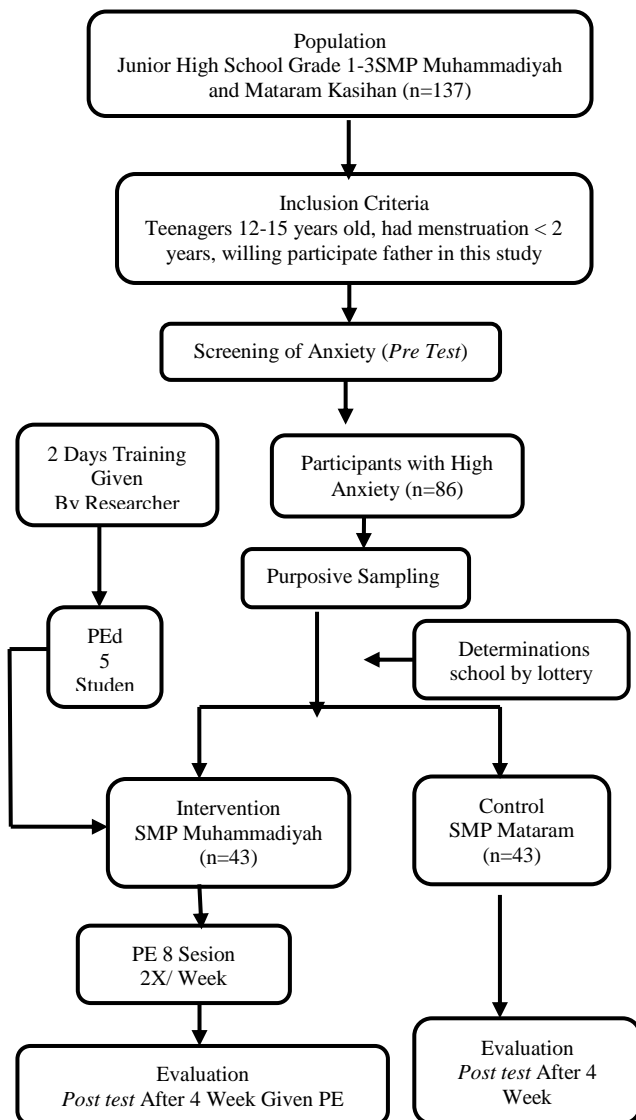 Population
Junior High School Grade 1-3SMP Muhammadiyah
and Mataram Kasihan (n=137)
Inclusion Criteria
Teenagers 12-15 years old, had menstruation < 2
years, willing participate father in this study
Screening of Anxiety (Pre Test)
2 Days Training
Given
By Researcher
Participants with High
Anxiety (n=86)
Purposive Sampling
PEd
5
Studen
Determinations
school by lottery
Intervention
SMP Muhammadiyah
(n=43)
Control
SMP Mataram
(n=43)
PE 8 Sesion
2X/ Week
Evaluation
Post test After 4 Week Given PE
Evaluation
Post test After 4
Week